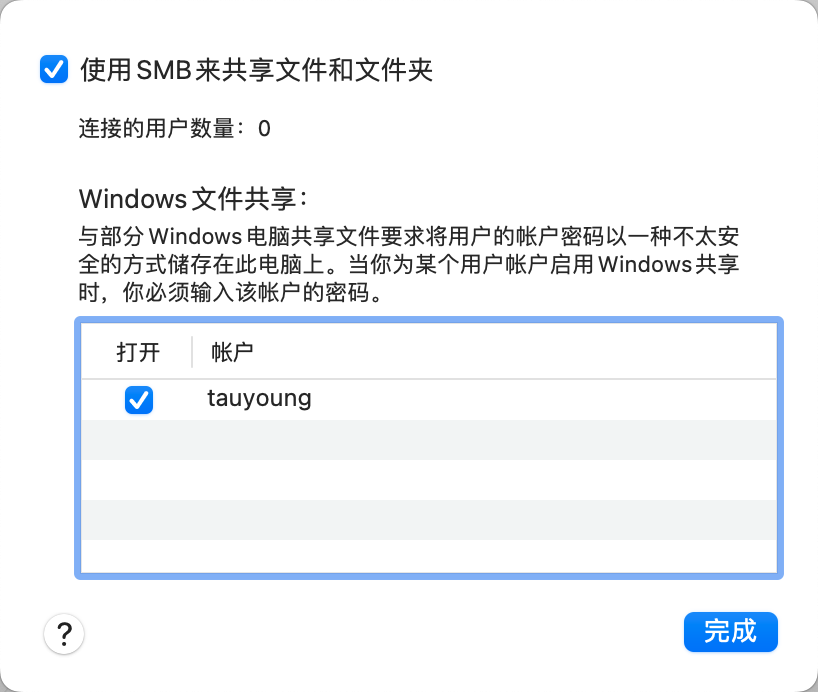 使用SMB来共享文件和文件夹
连接的用户数量：0
Windows文件共享：
与部分Windows电脑共享文件要求将用户的帐户密码以一种不太安
全的方式储存在此电脑上。当你为某个用户帐户启用Windows共享
时，你必须输入该帐户的密码。
打开 帐户
tauyoung
?
完成